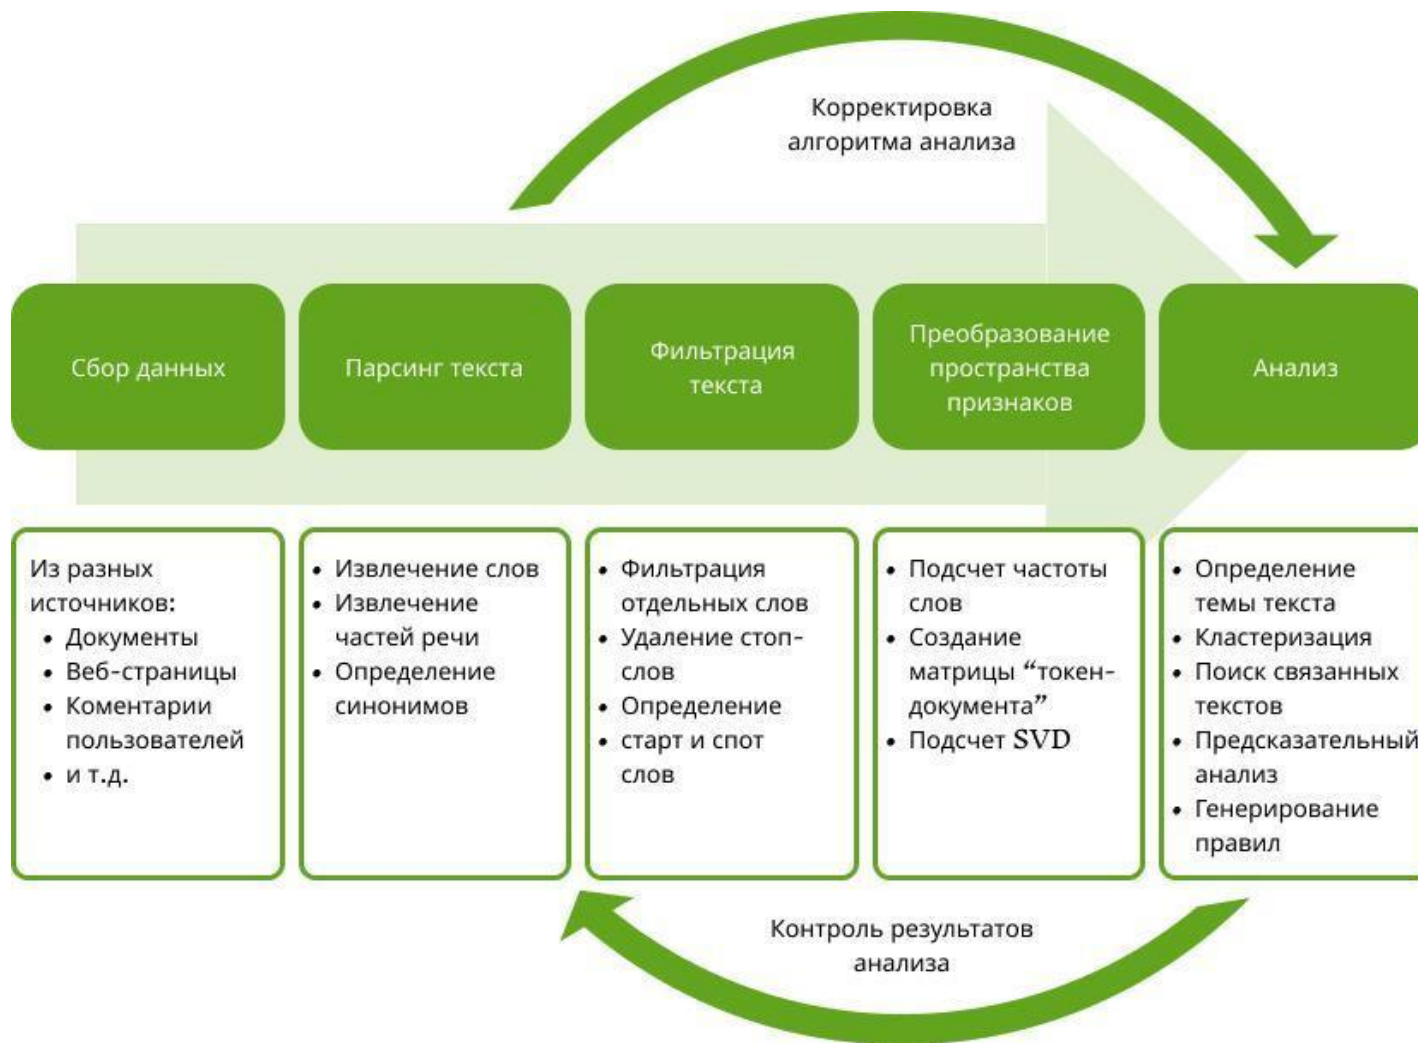 Корректировка
алгоритма анализа
Сбор данных
Парсинг текста
Фильтрация
текста
Преобразование
пространства
признаков
Анализ
Из разных
источников:
• Документы
• Веб-страницы
• Коментарии
пользователей
• и т.д.
• Извлечение слов
• Извлечение
частей речи
• Определение
синонимов
• Фильтрация
отдельных слов
• Удаление стоп-
слов
• Определение
• старт и спот
слов
• Подсчет частоты
слов
• Создание
матрицы “токен-
документа”
• Подсчет SVD
• Определение
темы текста
• Кластеризация
• Поиск связанных
текстов
• Предсказательный
анализ
• Генерирование
правил
Контроль результатов
анализа